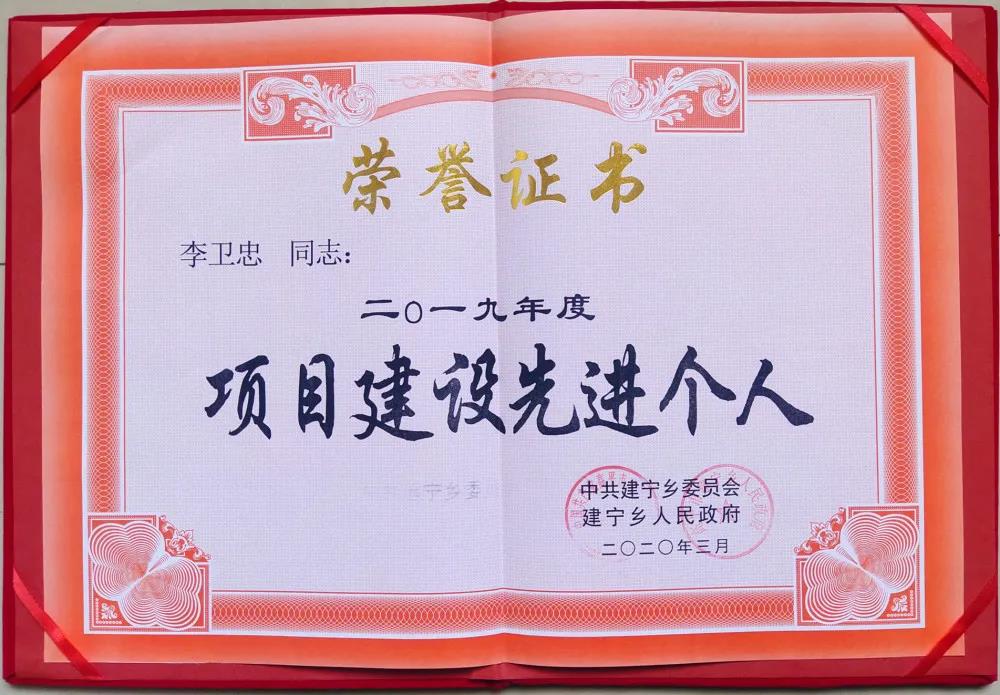 荣誉证书
李卫忠 同志：
二〇一九年度
项目建设先进个人
中共建宁乡委员会
建宁乡人民政府
二〇二〇年三月